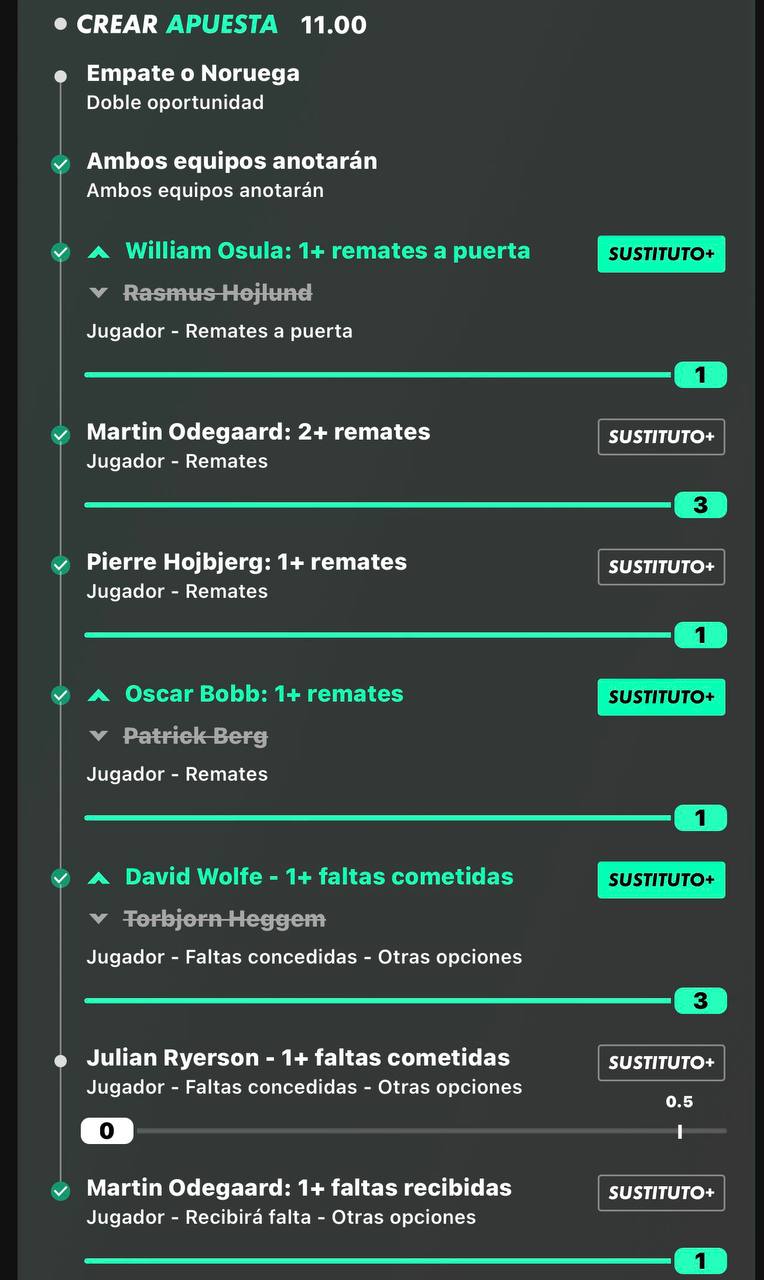 CREAR APUESTA 11.00
Empate o Noruega
Doble oportunidad
Ambos equipos anotarán
Ambos equipos anotarán
William Osula: 1+ remates a puerta SUSTITUTO+
Rasmus Hojlund
Jugador - Remates a puerta
1
Martin Odegaard: 2+ remates SUSTITUTO+
Jugador - Remates
3
Pierre Hojbjerg: 1+ remates SUSTITUTO+
Jugador - Remates
1
Oscar Bobb: 1+ remates SUSTITUTO+
Patrick Berg
Jugador - Remates
1
David Wolfe - 1+ faltas cometidas SUSTITUTO+
Torbjorn Heggem
Jugador - Faltas concedidas - Otras opciones
3
Julian Ryerson - 1+ faltas cometidas SUSTITUTO+
Jugador - Faltas concedidas - Otras opciones
0.5
0
Martin Odegaard: 1+ faltas recibidas SUSTITUTO+
Jugador - Recibirá falta - Otras opciones
1